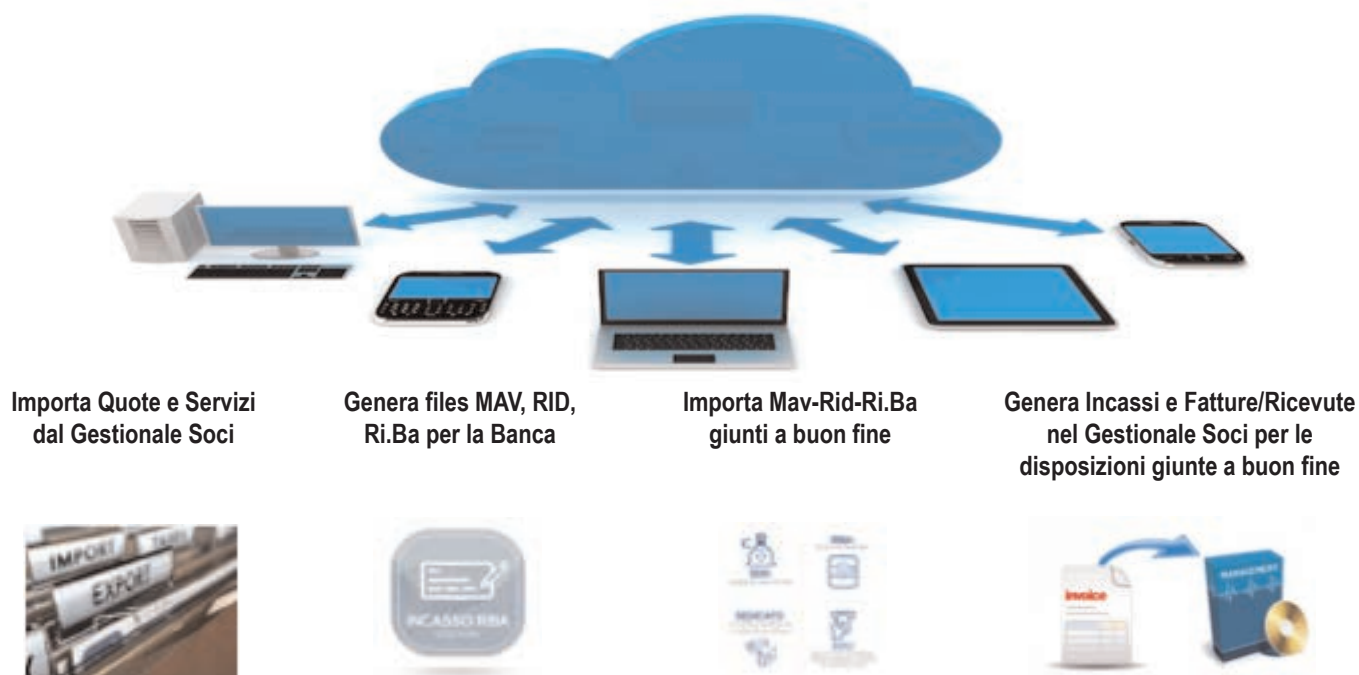 Importa Quote e Servizi
dal Gestionale Soci
Genera files MAV, RID,
Ri.Ba per la Banca
Importa Mav-Rid-Ri.Ba
giunti a buon fine
Genera Incassi e Fatture/Ricevute
nel Gestionale Soci per le
disposizioni giunte a buon fine
IMPORT
EXPORT
INCASSO RIBA
DEDICATO
invoice
MANAGEMENT